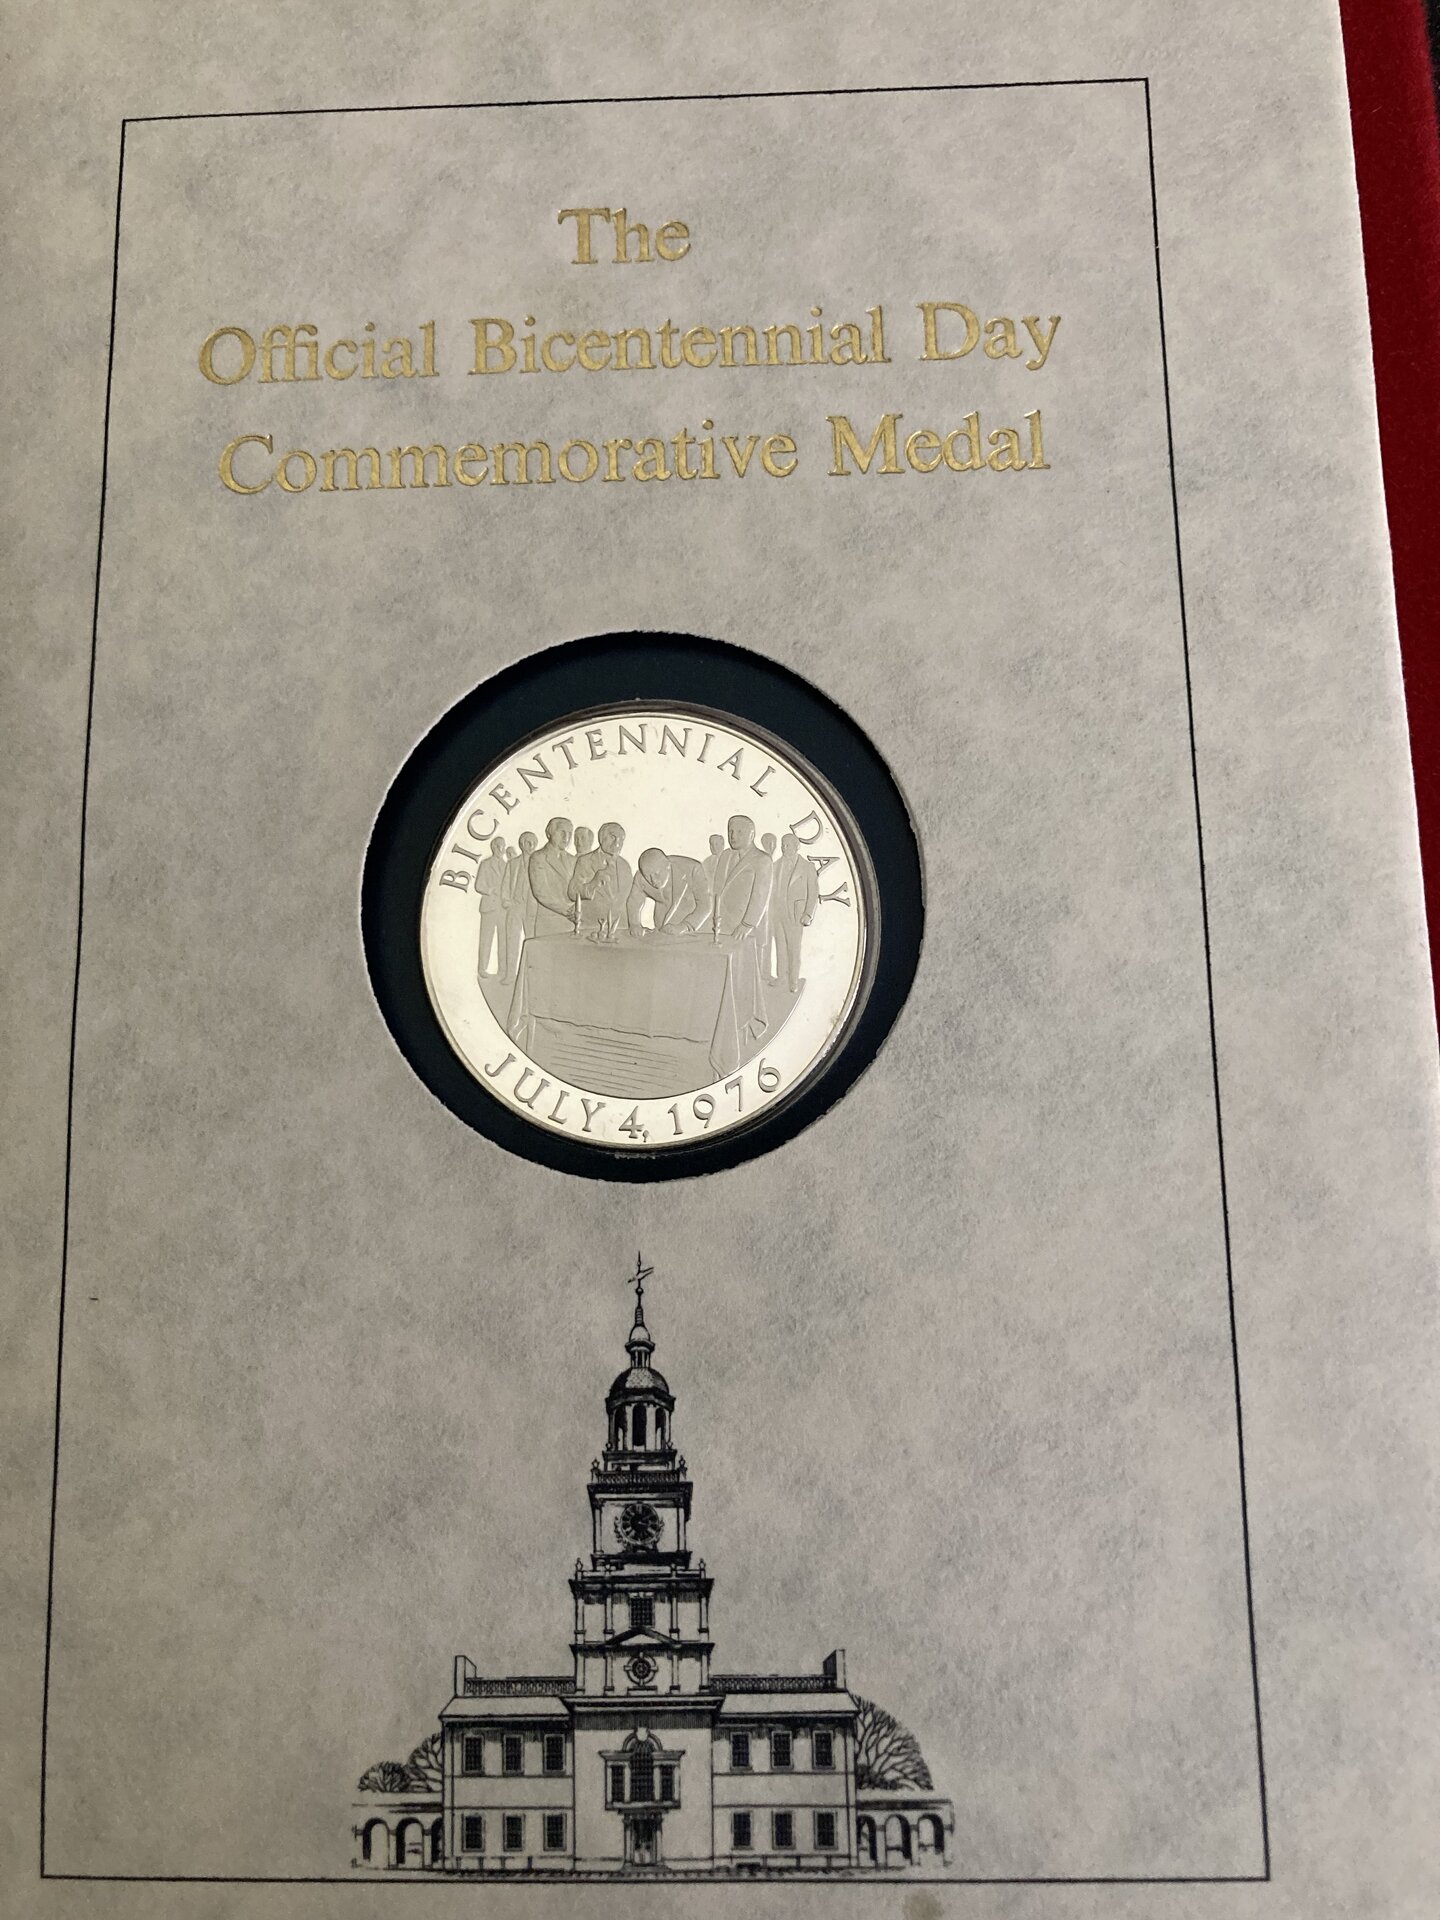 The
Official Bicentennial Day
Commemorative Medal
BICENTENNIAL DAY
JULY 4, 1976